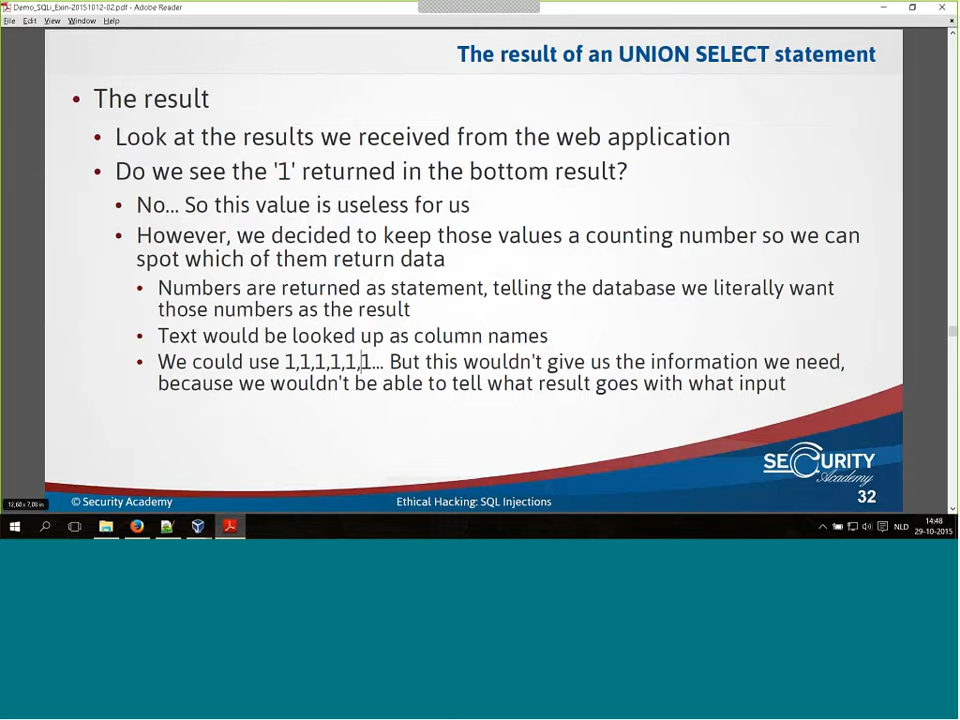 Demo_SQLi_Exin-20151012-02.pdf - Adobe Reader
File Edit View Window Help
The result of an UNION SELECT statement
• The result
• Look at the results we received from the web application
• Do we see the '1' returned in the bottom result?
• No... So this value is useless for us
• However, we decided to keep those values a counting number so we can
spot which of them return data
• Numbers are returned as statement, telling the database we literally want
those numbers as the result
• Text would be looked up as column names
• We could use 1,1,1,1,1,1... But this wouldn't give us the information we need,
because we wouldn't be able to tell what result goes with what input
SECURITY
Academy
32
© Security Academy
Ethical Hacking: SQL Injections
12,60 x 7,08 in
NLD
14:48
29-10-2015